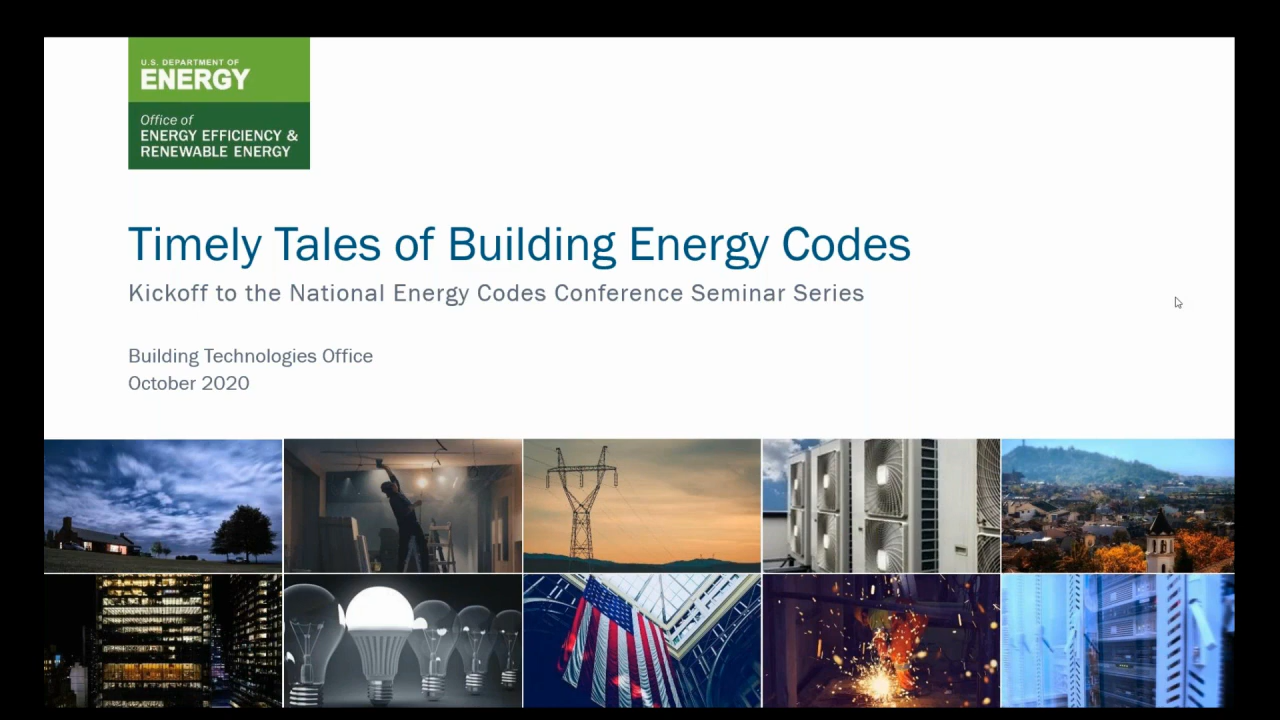 U.S. DEPARTMENT OF
ENERGY
Office of
ENERGY EFFICIENCY &
RENEWABLE ENERGY
Timely Tales of Building Energy Codes
Kickoff to the National Energy Codes Conference Seminar Series
Building Technologies Office
October 2020